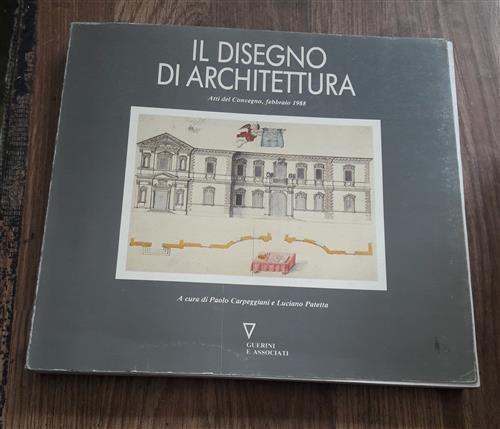 IL DISEGNO
DI ARCHITETTURA
Atti del Convegno, febbraio 1988
A cura di Paolo Carpeggiani e Luciano Patetta
GUERINI
E ASSOCIATI